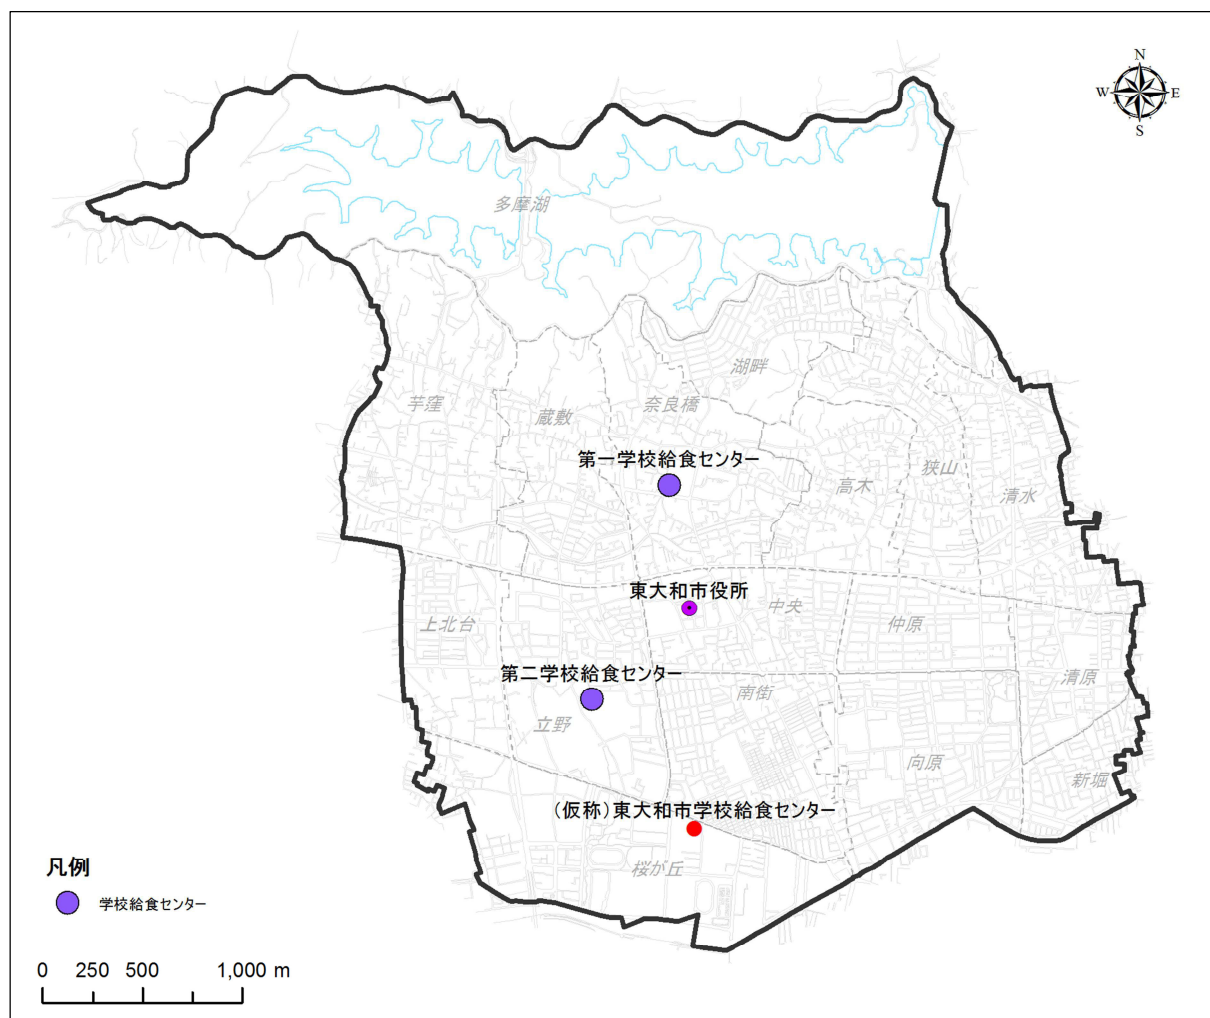 N
W E
S
多摩湖
湖畔
芋窪
蔵敷
奈良橋
第一学校給食センター
高木
狭山
清水
東大和市役所
中央
上北台
仲原
第二学校給食センター
南街
清原
立野
向原
新堀
(仮称)東大和市学校給食センター
桜が丘
凡例
学校給食センター
0 250 500 1,000 m